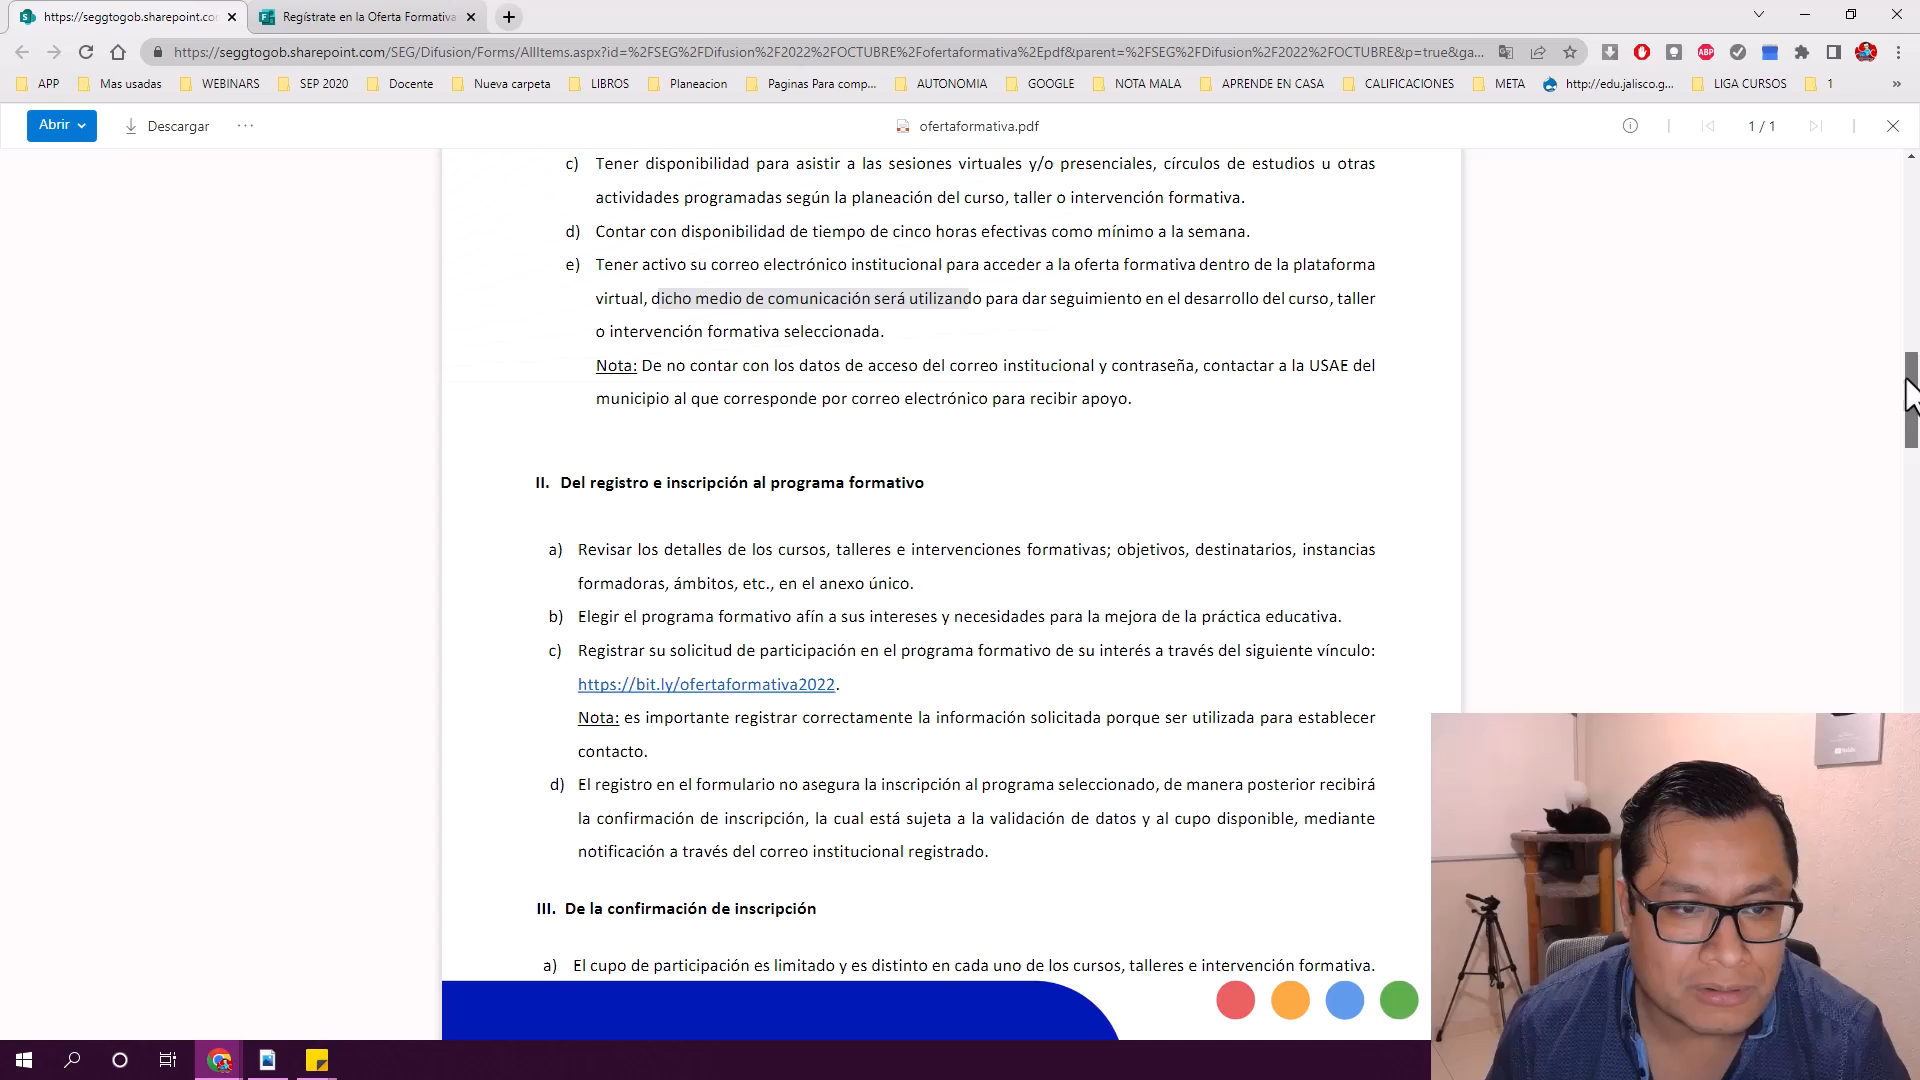 https://seggtogob.sharepoint.co
Regístrate en la Oferta Formativa
https://seggtogob.sharepoint.com/SEG/Difusion/Forms/AllItems.aspx?id=%2FSEG%2FDifusion%2F2022%2FOCTUBRE%2Fofertaformativa%2Epdf&parent=%2FSEG%2FDifusion%2F2022%2FOCTUBRE&p=true&ga...
ABP
APP
Mas usadas
WEBINARS
SEP 2020
Docente
Nueva carpeta
LIBROS
Planeacion
Paginas Para comp...
AUTONOMIA
GOOGLE
NOTA MALA
APRENDE EN CASA
CALIFICACIONES
META
http://edu.jalisco.g...
LIGA CURSOS
1
Abrir
Descargar
ofertaformativa.pdf
1 / 1
c) Tener disponibilidad para asistir a las sesiones virtuales y/o presenciales, círculos de estudios u otras
actividades programadas según la planeación del curso, taller o intervención formativa.
d) Contar con disponibilidad de tiempo de cinco horas efectivas como mínimo a la semana.
e) Tener activo su correo electrónico institucional para acceder a la oferta formativa dentro de la plataforma
virtual, dicho medio de comunicación será utilizando para dar seguimiento en el desarrollo del curso, taller
o intervención formativa seleccionada.
Nota: De no contar con los datos de acceso del correo institucional y contraseña, contactar a la USAE del
municipio al que corresponde por correo electrónico para recibir apoyo.
II. Del registro e inscripción al programa formativo
a) Revisar los detalles de los cursos, talleres e intervenciones formativas; objetivos, destinatarios, instancias
formadoras, ámbitos, etc., en el anexo único.
b) Elegir el programa formativo afín a sus intereses y necesidades para la mejora de la práctica educativa.
c) Registrar su solicitud de participación en el programa formativo de su interés a través del siguiente vínculo:
https://bit.ly/ofertaformativa2022.
Nota: es importante registrar correctamente la información solicitada porque ser utilizada para establecer
contacto.
d) El registro en el formulario no asegura la inscripción al programa seleccionado, de manera posterior recibirá
la confirmación de inscripción, la cual está sujeta a la validación de datos y al cupo disponible, mediante
notificación a través del correo institucional registrado.
III. De la confirmación de inscripción
a) El cupo de participación es limitado y es distinto en cada uno de los cursos, talleres e intervención formativa.